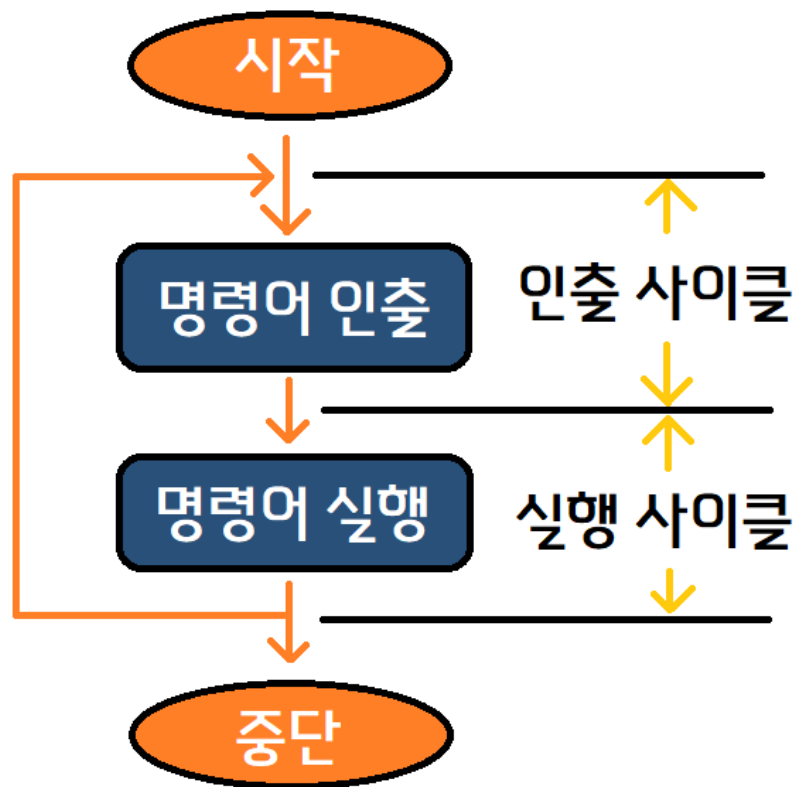 시작
명령어 인출
인출 사이클
명령어 실행
실행 사이클
중단